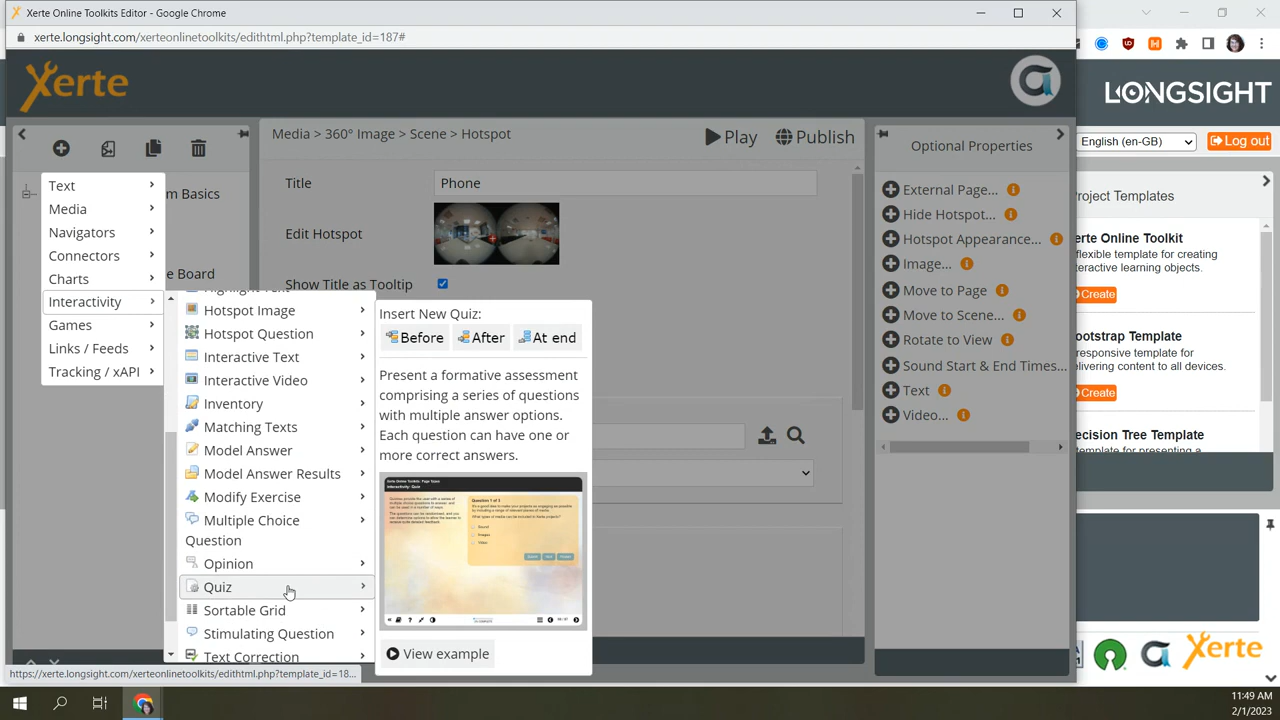 Xerte Online Toolkits Editor - Google Chrome
xerte.longsight.com/xerteonlinetoolkits/edithtml.php?template_id=187#
Xerte
LONGSIGHT
English (en-GB)
Log out
Media > 360° Image > Scene > Hotspot
Play
Publish
Optional Properties
Project Templates
Title
Phone
Edit Hotspot
Show Title as Tooltip
m Basics
e Board
Text
Media
Navigators
Connectors
Charts
Interactivity
Games
Links / Feeds
Tracking / xAPI
Hotspot Image
Hotspot Question
Interactive Text
Interactive Video
Inventory
Matching Texts
Model Answer
Model Answer Results
Modify Exercise
Multiple Choice
Question
Opinion
Quiz
Sortable Grid
Stimulating Question
Text Correction
Insert New Quiz:
Before
After
At end
Present a formative assessment
comprising a series of questions
with multiple answer options.
Each question can have one or
more correct answers.
Question 1 of 3
View example
External Page...
Hide Hotspot...
Hotspot Appearance...
Image...
Move to Page
Move to Scene...
Rotate to View
Sound Start & End Times...
Text
Video...
erte Online Toolkit
flexible template for creating
nteractive learning objects.
Create
ootstrap Template
responsive template for
elivering content to all devices.
Create
ecision Tree Template
template for presenting a
https://xerte.longsight.com/xerteonlinetoolkits/edithtml.php?template_id=18...
Xerte
11:49 AM
2/1/2023